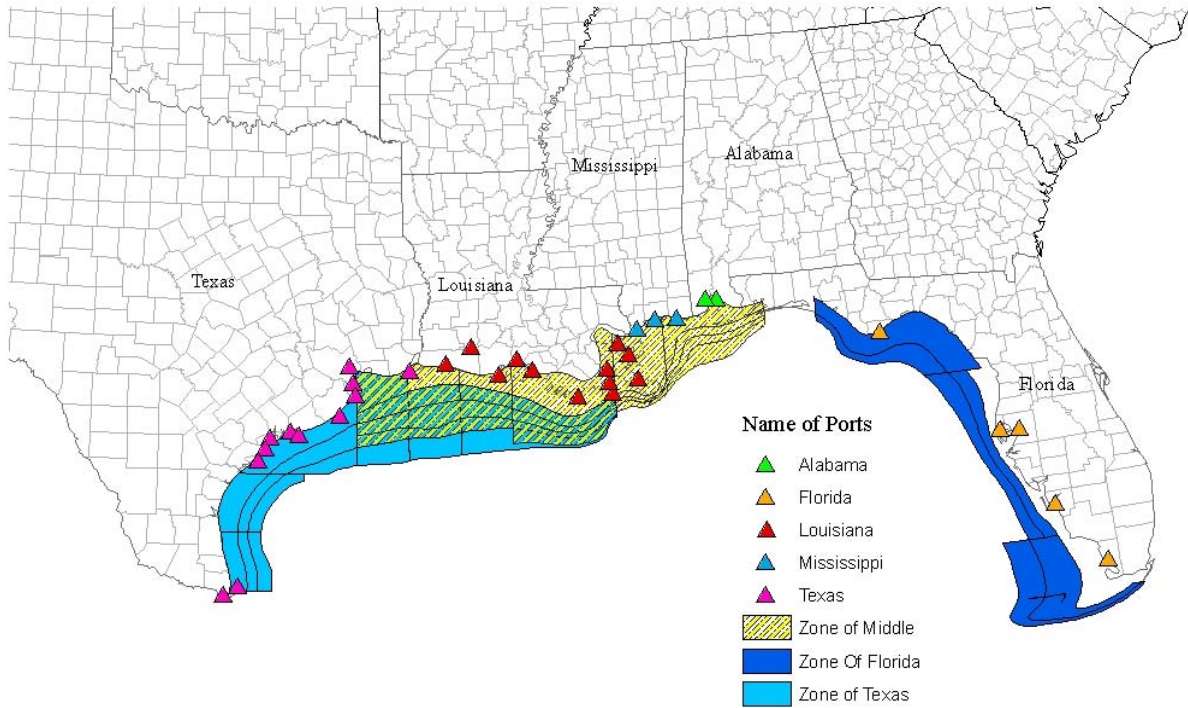 Mississippi
Alabama
Texas
Louisiana
Florida
Name of Ports
Alabama
Florida
Louisiana
Mississippi
Texas
Zone of Middle
Zone Of Florida
Zone of Texas